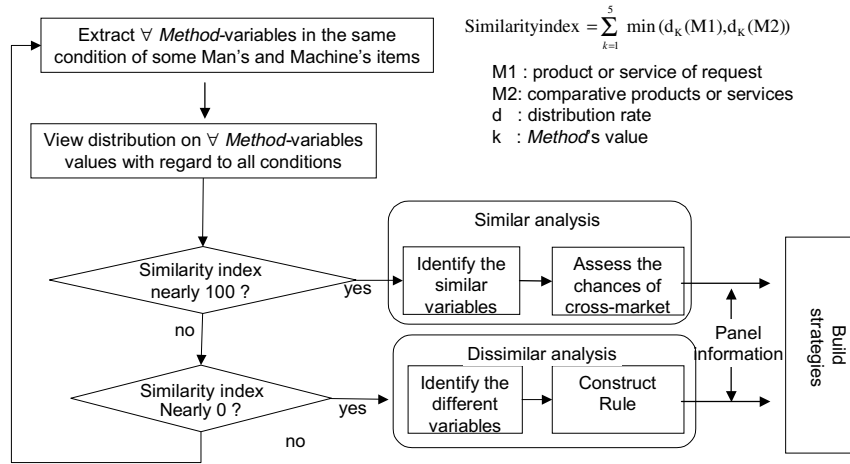 Extract ∀ Method-variables in the same
condition of some Man's and Machine's items
Similarityindex = 5 ∑ k=1 min (d_K(M1),d_K(M2))
M1 : product or service of request
M2: comparative products or services
d : distribution rate
k : Method's value
View distribution on ∀ Method-variables
values with regard to all conditions
Similar analysis
Similarity index
nearly 100 ?
yes
Identify the
similar
variables
Assess the
chances of
cross-market
no
Panel
information
Build
strategies
Dissimilar analysis
Similarity index
Nearly 0 ?
yes
Identify the
different
variables
Construct
Rule
no